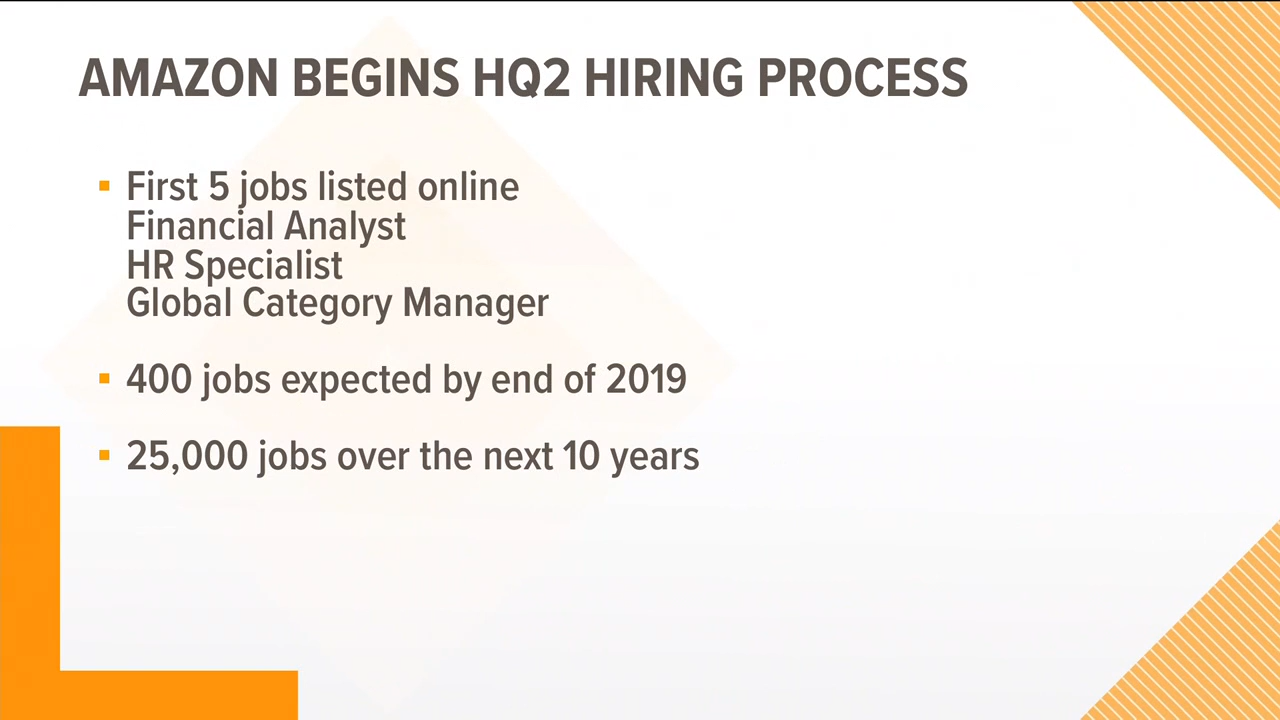 AMAZON BEGINS HQ2 HIRING PROCESS
▪ First 5 jobs listed online
Financial Analyst
HR Specialist
Global Category Manager
▪ 400 jobs expected by end of 2019
▪ 25,000 jobs over the next 10 years